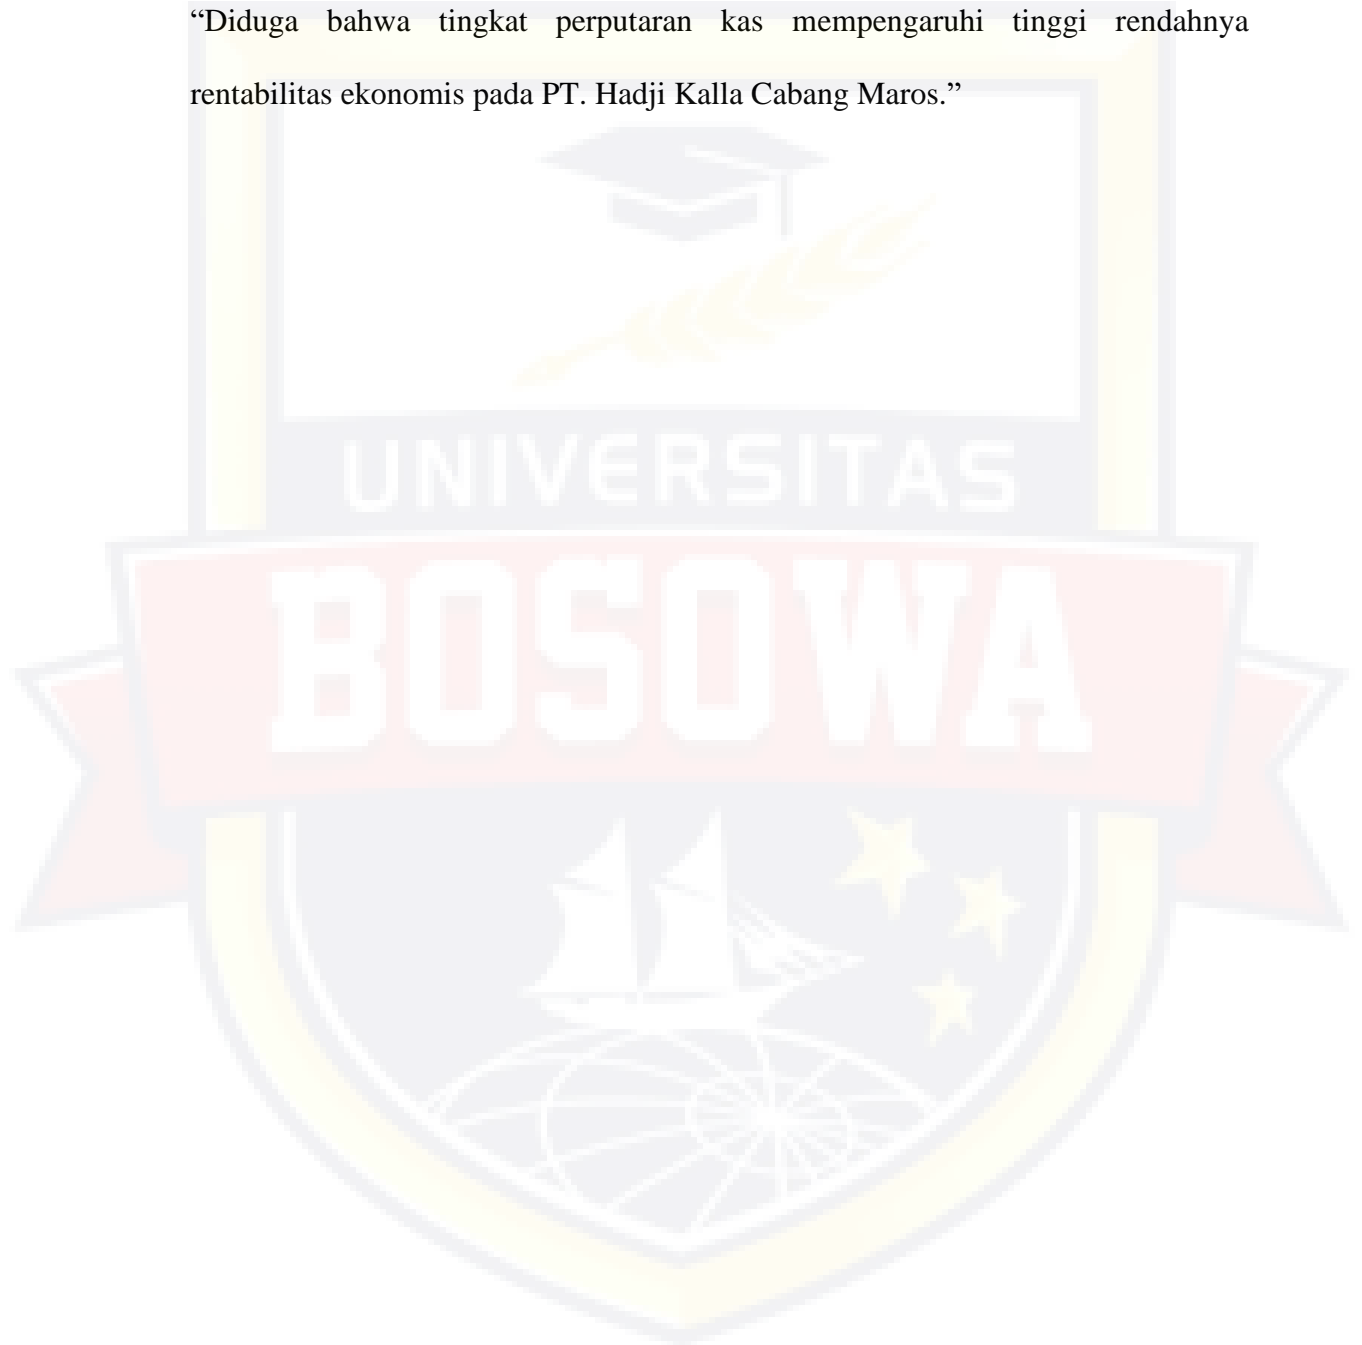 “Diduga bahwa tingkat perputaran kas mempengaruhi tinggi rendahnya
rentabilitas ekonomis pada PT. Hadji Kalla Cabang Maros.”
UNIVERSITAS
BOSOWA